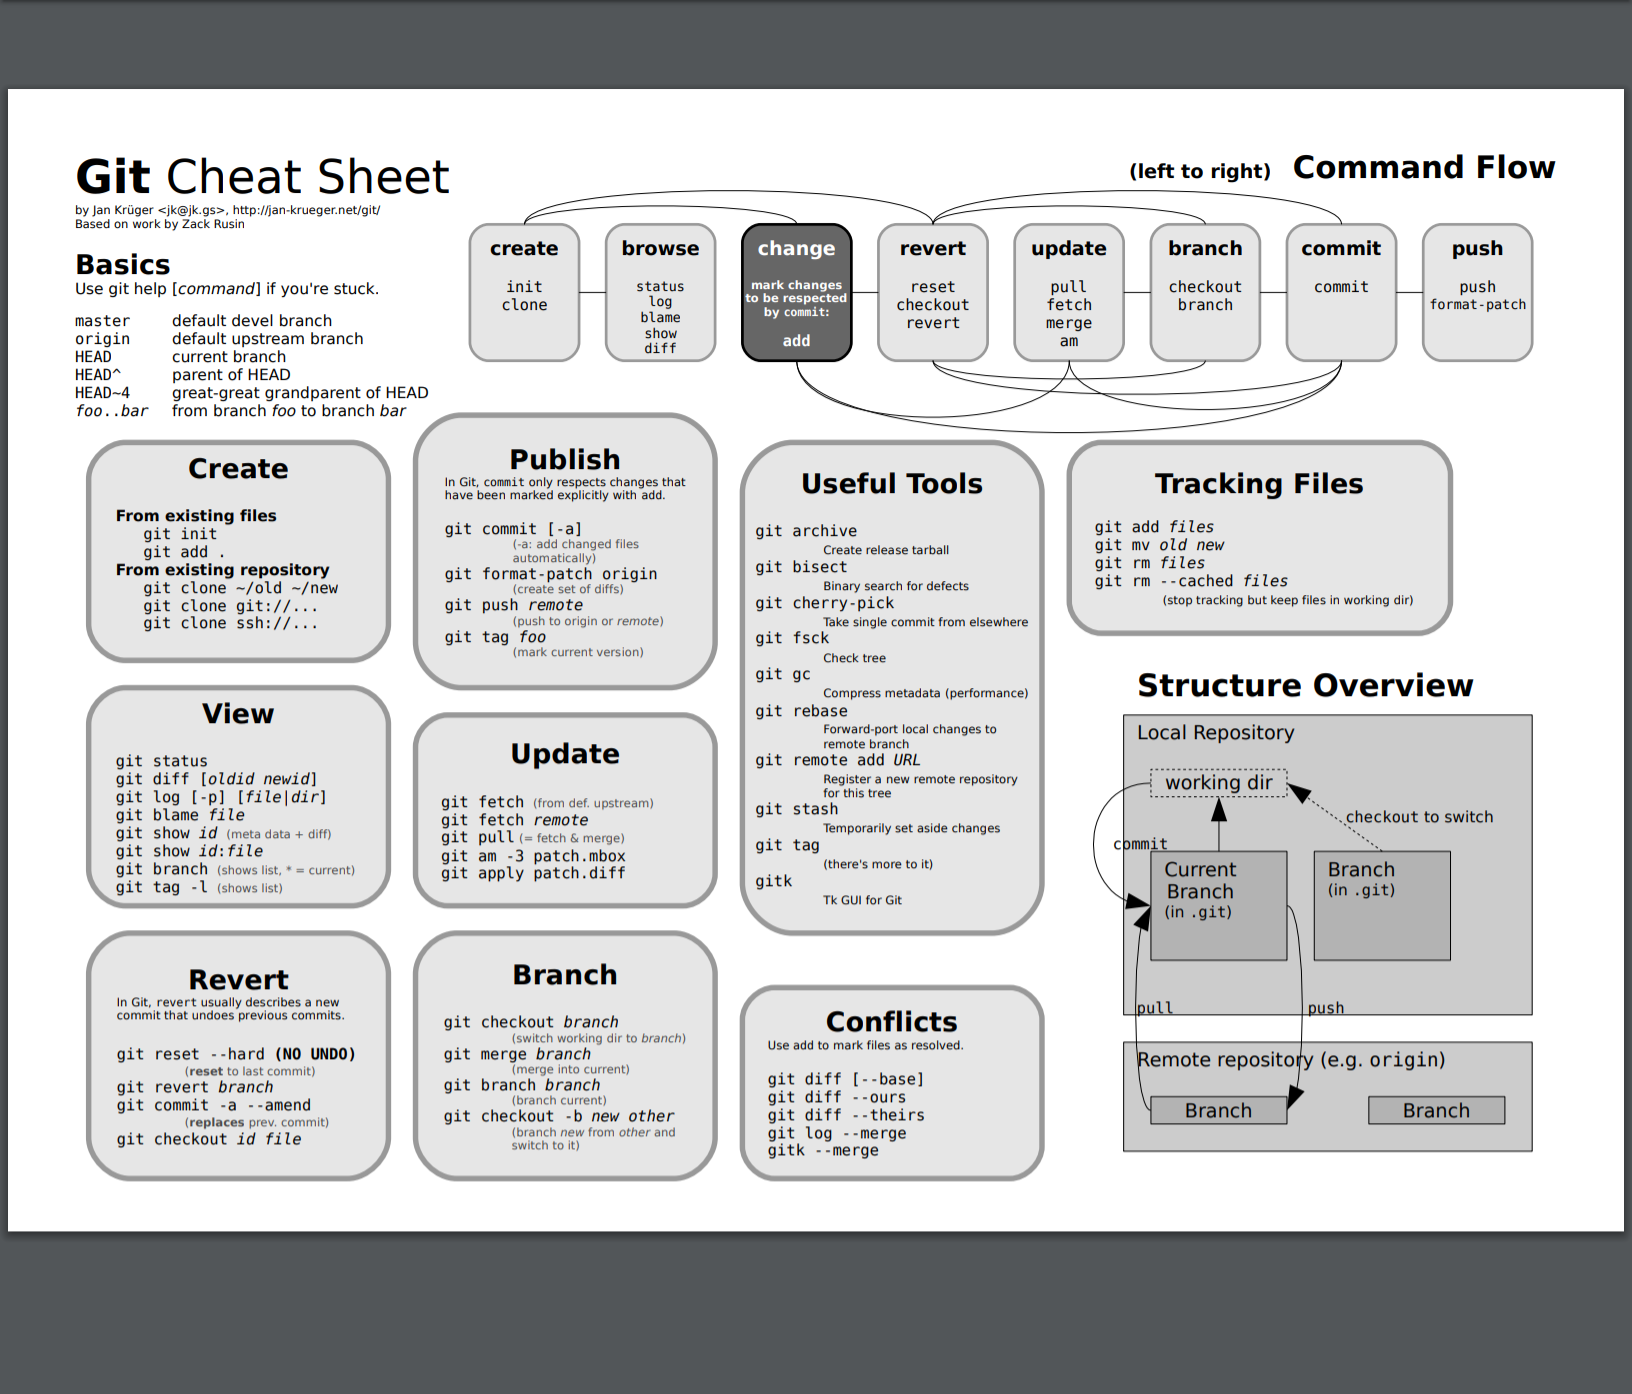 Git Cheat Sheet
by Jan Krüger <jk@jk.gs>, http://jan-krueger.net/git/
Based on work by Zack Rusin
Basics
Use git help [command] if you're stuck.
master default devel branch
origin default upstream branch
HEAD current branch
HEAD^ parent of HEAD
HEAD~4 great-great grandparent of HEAD
foo..bar from branch foo to branch bar
(left to right) Command Flow
create
init
clone
browse
status
log
blame
show
diff
change
mark changes
to be respected
by commit:
add
revert
reset
checkout
revert
update
pull
fetch
merge
am
branch
checkout
branch
commit
commit
push
push
format-patch
Create
From existing files
git init
git add .
From existing repository
git clone ~/old ~/new
git clone git://...
git clone ssh://...
View
git status
git diff [oldid newid]
git log [-p] [file|dir]
git blame file
git show id (meta data + diff)
git show id:file
git branch (shows list, * = current)
git tag -l (shows list)
Revert
In Git, revert usually describes a new
commit that undoes previous commits.
git reset --hard (NO UNDO)
(reset to last commit)
git revert branch
git commit -a --amend
(replaces prev. commit)
git checkout id file
Publish
In Git, commit only respects changes that
have been marked explicitly with add.
git commit [-a]
(-a: add changed files
automatically)
git format-patch origin
(create set of diffs)
git push remote
(push to origin or remote)
git tag foo
(mark current version)
Update
git fetch (from def. upstream)
git fetch remote
git pull (= fetch & merge)
git am -3 patch.mbox
git apply patch.diff
Branch
git checkout branch
(switch working dir to branch)
git merge branch
(merge into current)
git branch branch
(branch current)
git checkout -b new other
(branch new from other and
switch to it)
Useful Tools
git archive
Create release tarball
git bisect
Binary search for defects
git cherry-pick
Take single commit from elsewhere
git fsck
Check tree
git gc
Compress metadata (performance)
git rebase
Forward-port local changes to
remote branch
git remote add URL
Register a new remote repository
for this tree
git stash
Temporarily set aside changes
git tag
(there's more to it)
gitk
Tk GUI for Git
Conflicts
Use add to mark files as resolved.
git diff [--base]
git diff --ours
git diff --theirs
git log --merge
gitk --merge
Tracking Files
git add files
git mv old new
git rm files
git rm --cached files
(stop tracking but keep files in working dir)
Structure Overview
Local Repository
working dir
checkout to switch
commit
Current
Branch
(in .git)
Branch
(in .git)
pull
push
Remote repository (e.g. origin)
Branch
Branch